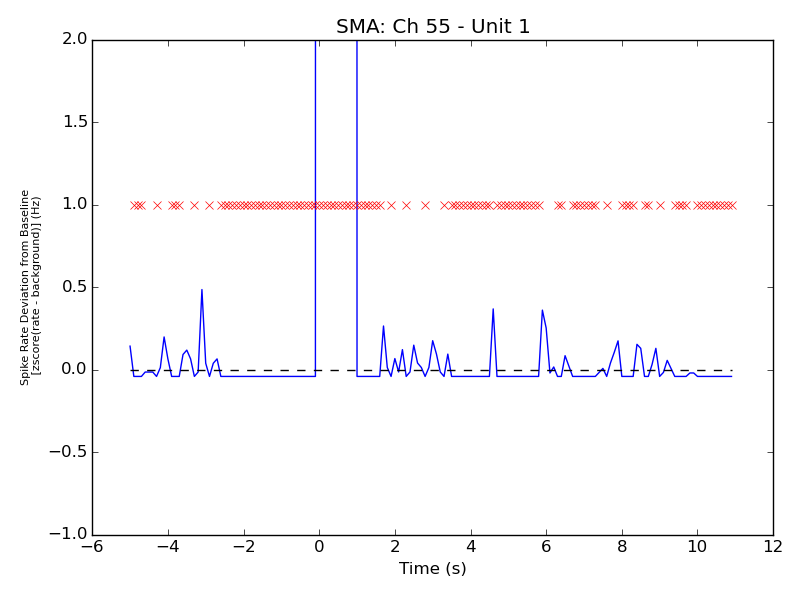 SMA: Ch 55 - Unit 1
2.0
1.5
1.0
0.5
0.0
−0.5
−1.0
Spike Rate Deviation from Baseline
[zscore(rate - background)] (Hz)
−6 −4 −2 0 2 4 6 8 10 12
Time (s)